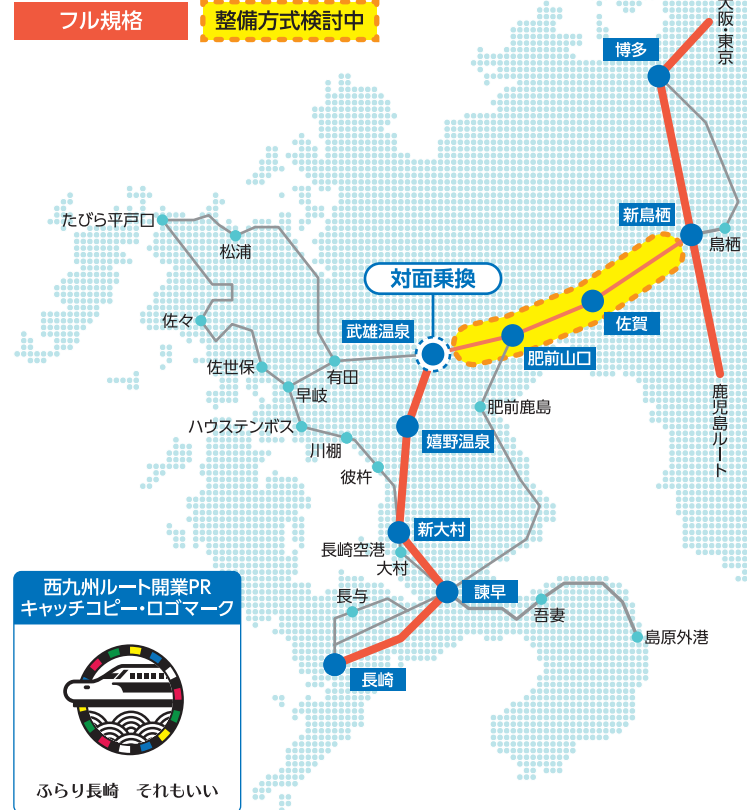 フル規格
整備方式検討中
大阪・東京
博多
新鳥栖
鳥栖
たびら平戸口
松浦
対面乗換
佐々
武雄温泉
佐賀
肥前山口
佐世保
有田
早岐
鹿児島ルート
肥前鹿島
ハウステンボス
嬉野温泉
川棚
彼杵
新大村
長崎空港
大村
諫早
長与
吾妻
島原外港
長崎
西九州ルート開業PR
キャッチコピー・ロゴマーク
ふらり長崎 それもいい